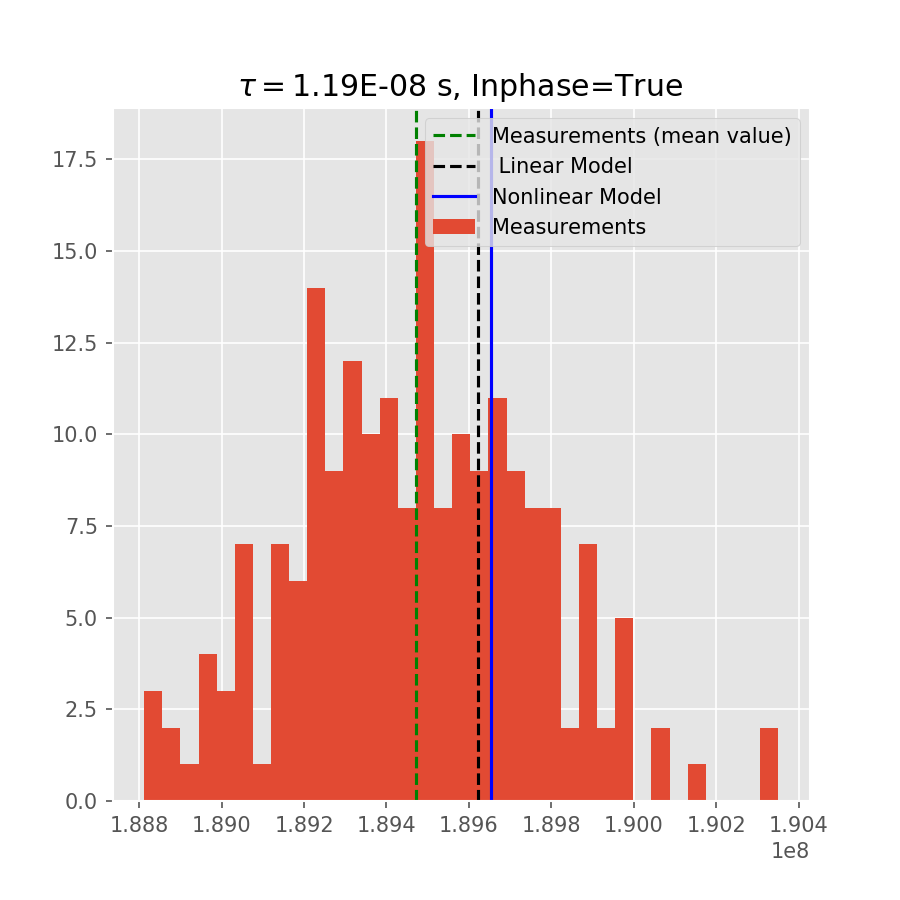 τ = 1.19E-08 s, Inphase=True
Measurements (mean value)
Linear Model
Nonlinear Model
Measurements
17.5
15.0
12.5
10.0
7.5
5.0
2.5
0.0
1.888 1.890 1.892 1.894 1.896 1.898 1.900 1.902 1.904
1e8